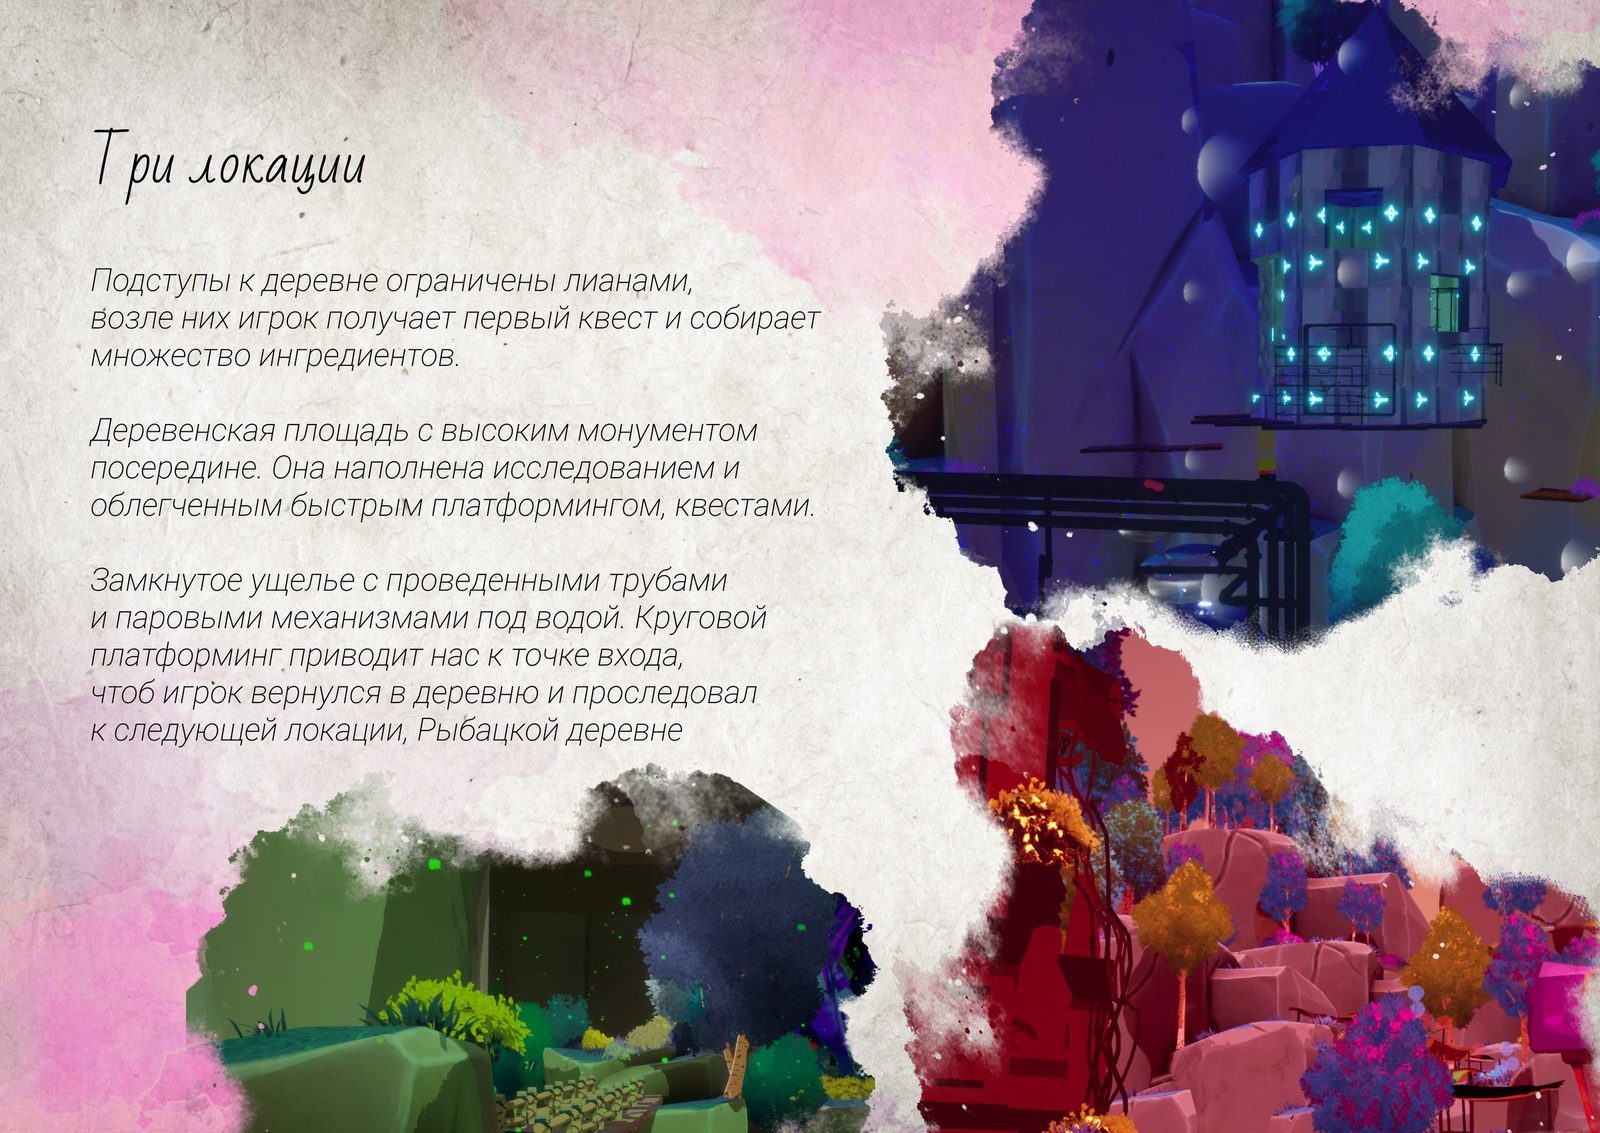 Три локации
Подступы к деревне ограничены лианами,
возле них игрок получает первый квест и собирает
множество ингредиентов.
Деревенская площадь с высоким монументом
посередине. Она наполнена исследованием и
облегченным быстрым платформингом, квестами.
Замкнутое ущелье с проведенными трубами
и паровыми механизмами под водой. Круговой
платформинг приводит нас к точке входа,
чтоб игрок вернулся в деревню и проследовал
к следующей локации, Рыбацкой деревне